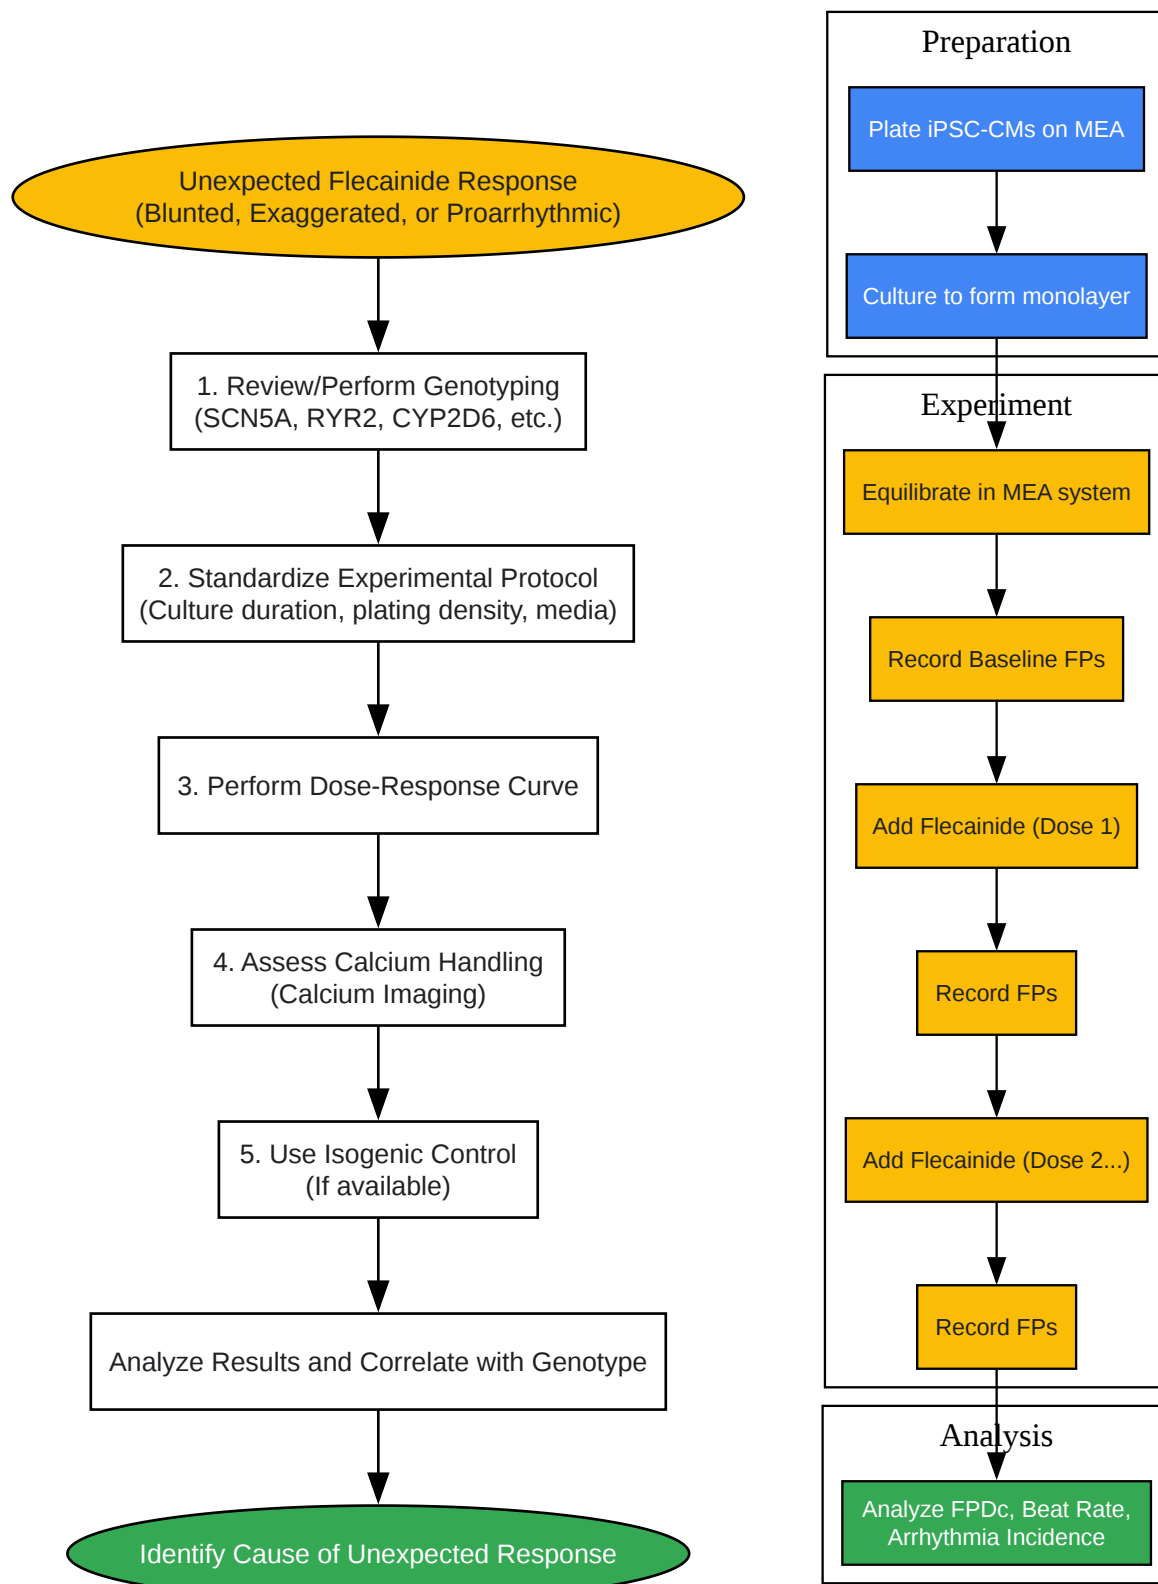 Unexpected Flecainide Response
(Blunted, Exaggerated, or Proarrhythmic)
1. Review/Perform Genotyping
(SCN5A, RYR2, CYP2D6, etc.)
2. Standardize Experimental Protocol
(Culture duration, plating density, media)
3. Perform Dose-Response Curve
4. Assess Calcium Handling
(Calcium Imaging)
5. Use Isogenic Control
(If available)
Analyze Results and Correlate with Genotype
Identify Cause of Unexpected Response
Preparation
Plate iPSC-CMs on MEA
Culture to form monolayer
Experiment
Equilibrate in MEA system
Record Baseline FPs
Add Flecainide (Dose 1)
Record FPs
Add Flecainide (Dose 2...)
Record FPs
Analysis
Analyze FPDc, Beat Rate,
Arrhythmia Incidence